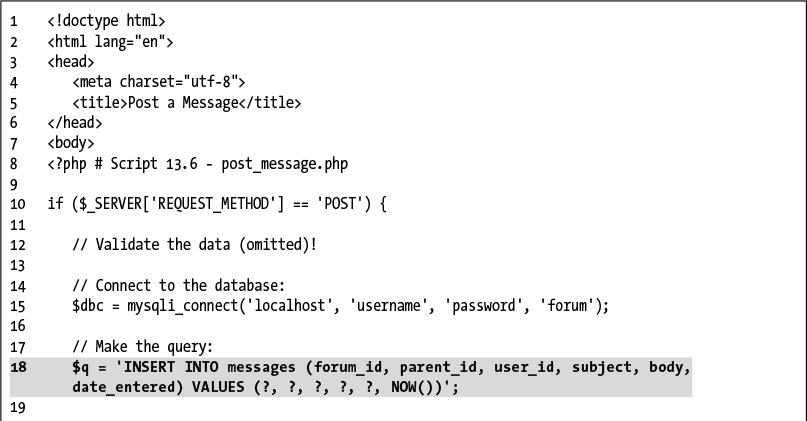 1 <!doctype html>
2 <html lang="en">
3 <head>
4 <meta charset="utf-8">
5 <title>Post a Message</title>
6 </head>
7 <body>
8 <?php # Script 13.6 - post_message.php
9
10 if ($_SERVER['REQUEST_METHOD'] == 'POST') {
11
12 // Validate the data (omitted)!
13
14 // Connect to the database:
15 $dbc = mysqli_connect('localhost', 'username', 'password', 'forum');
16
17 // Make the query:
18 $q = 'INSERT INTO messages (forum_id, parent_id, user_id, subject, body,
date_entered) VALUES (?, ?, ?, ?, ?, NOW())';
19